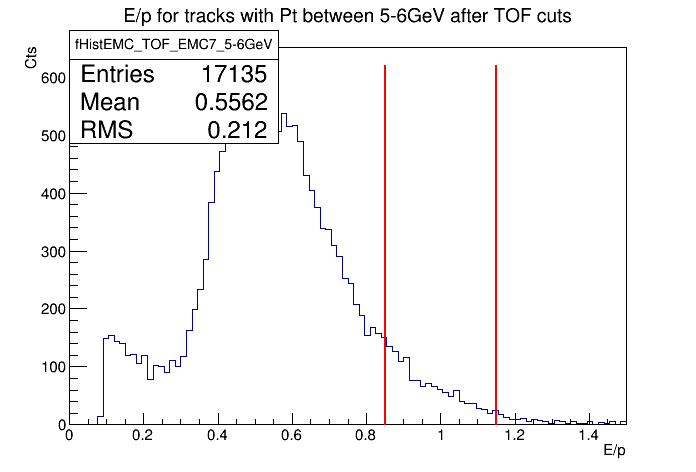 E/p for tracks with Pt between 5-6GeV after TOF cuts
fHistEMC_TOF_EMC7_5-6GeV
Entries 17135
Mean 0.5562
RMS 0.212
Cts
600
500
400
300
200
100
0
0 0.2 0.4 0.6 0.8 1 1.2 1.4
E/p